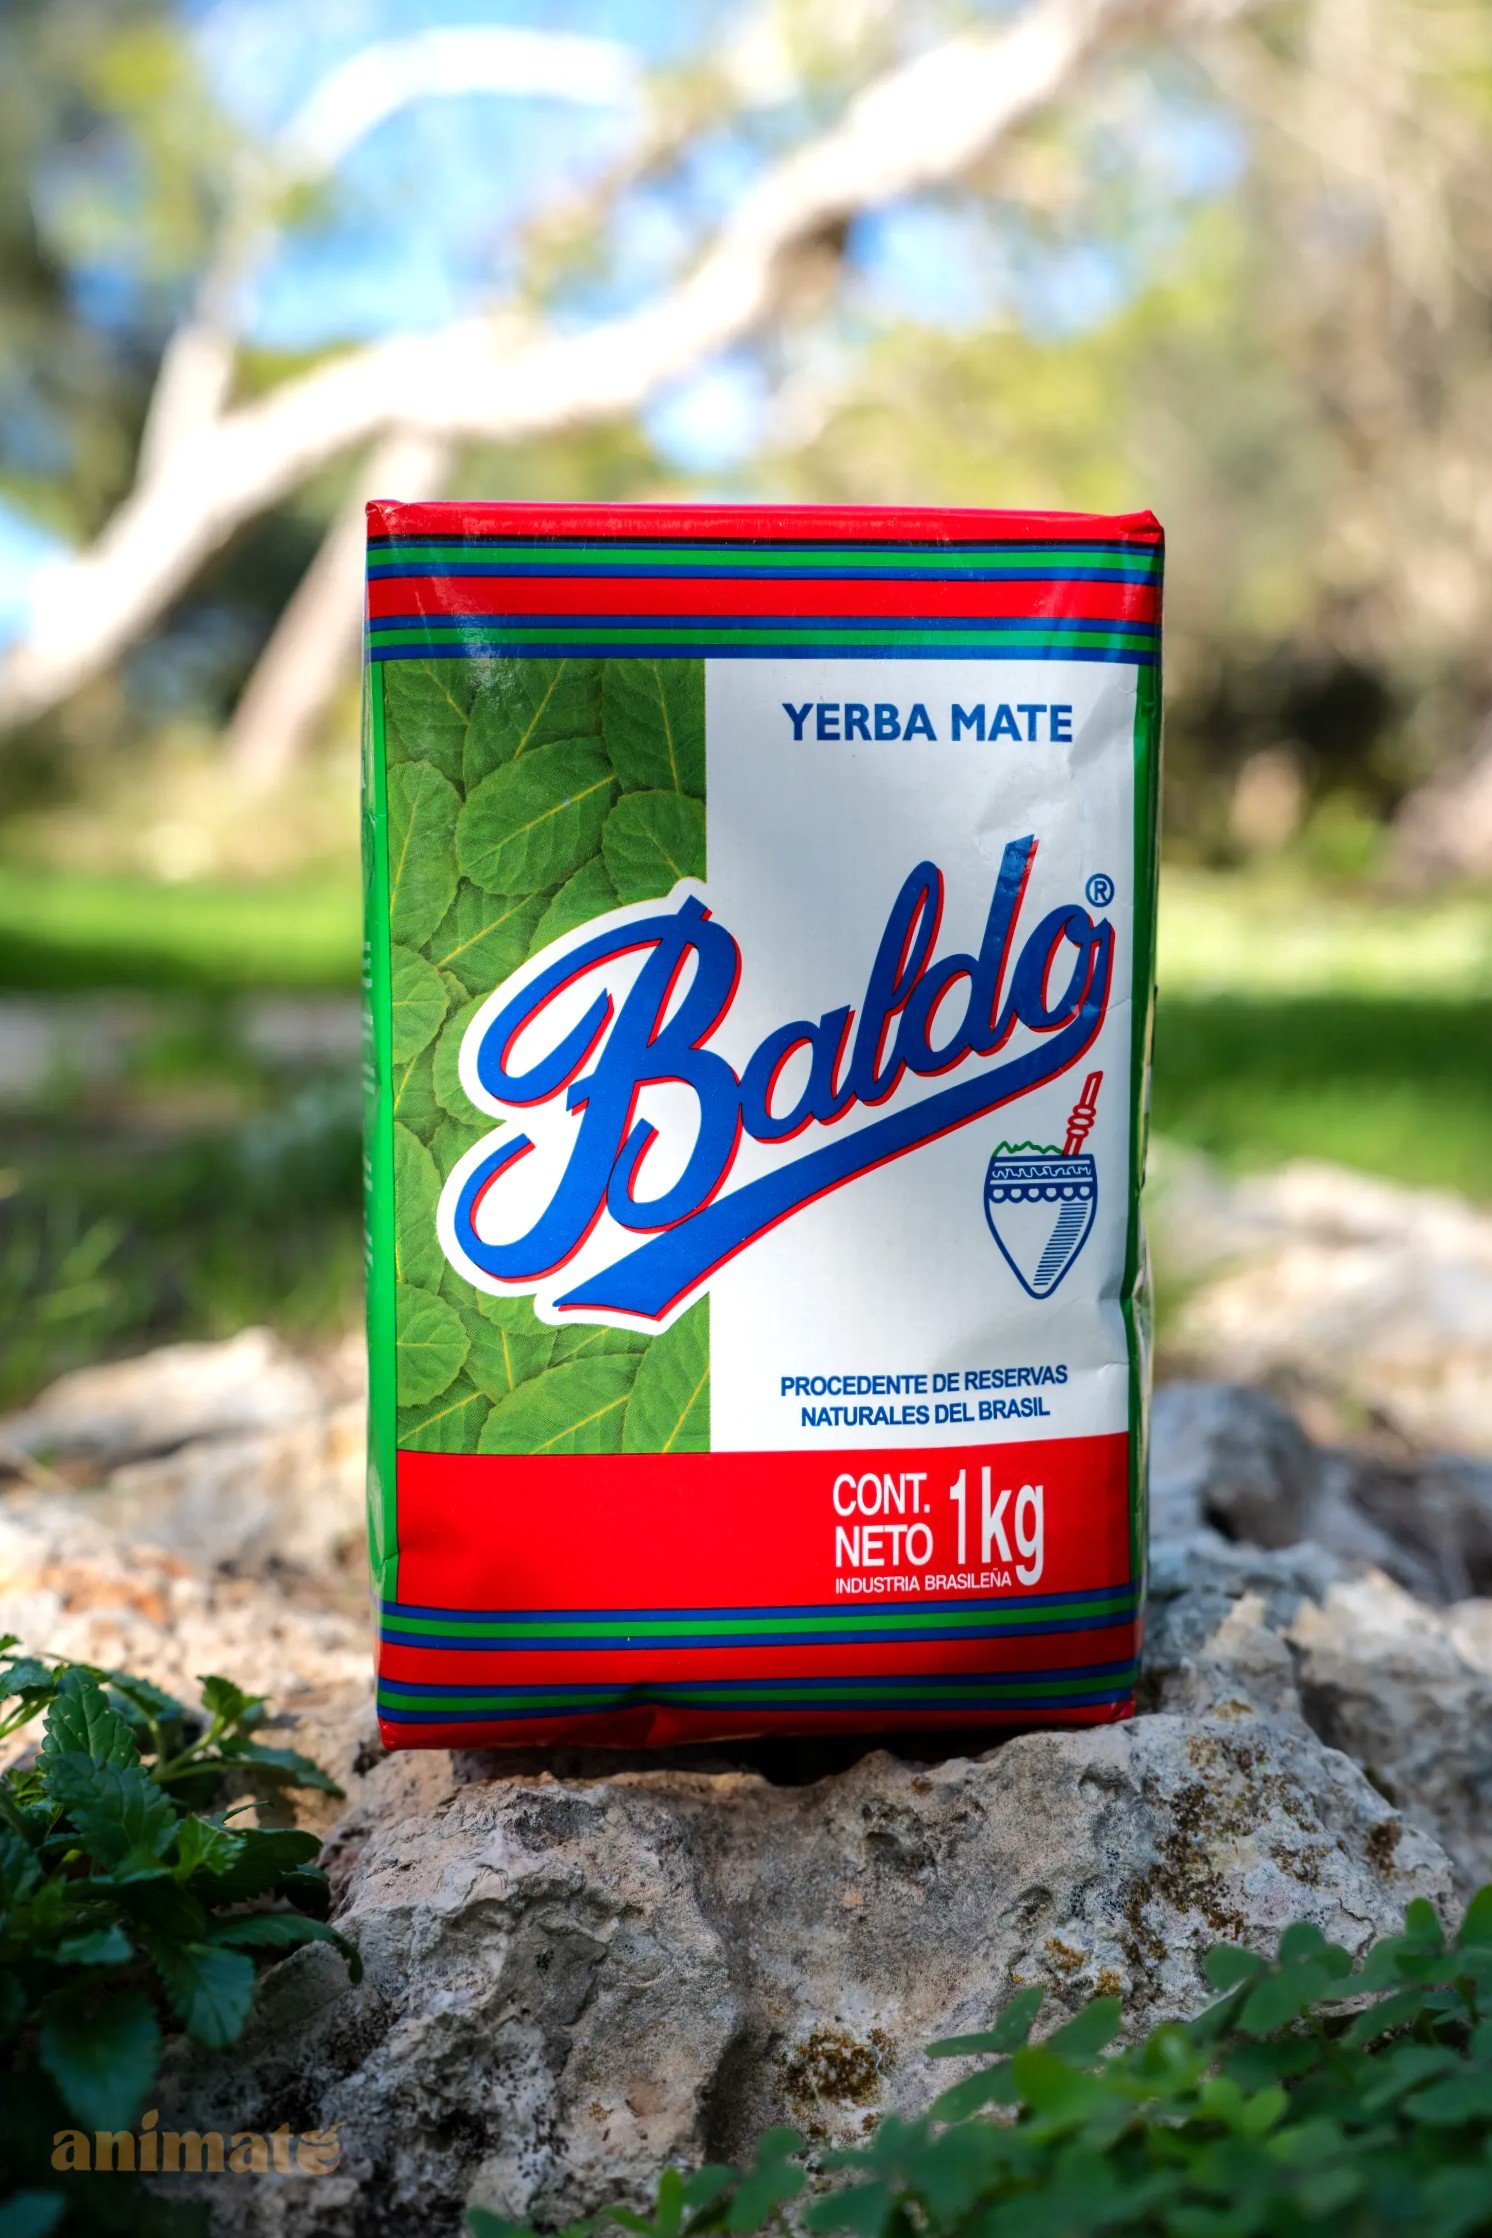 YERBA MATE
Baldo®
PROCEDENTE DE RESERVAS
NATURALES DEL BRASIL
CONT.
NETO 1kg
INDUSTRIA BRASILEÑA
animate